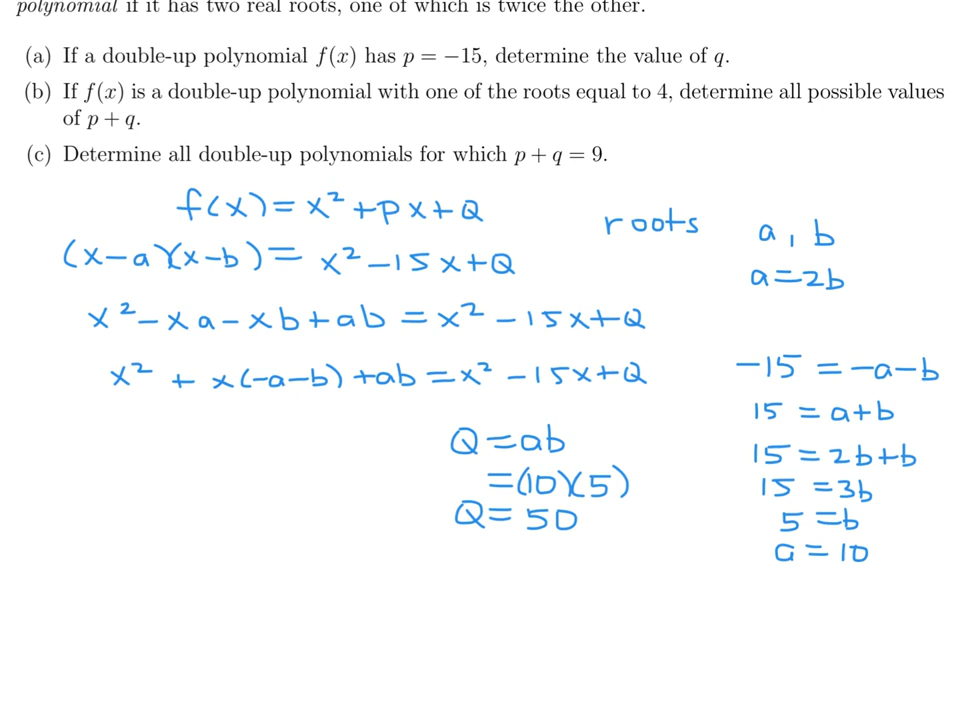 polynomial if it has two real roots, one of which is twice the other.
(a) If a double-up polynomial f(x) has p = −15, determine the value of q.
(b) If f(x) is a double-up polynomial with one of the roots equal to 4, determine all possible values
of p + q.
(c) Determine all double-up polynomials for which p + q = 9.
f(x) = x² + px + Q
roots a, b
(x-a)(x-b) = x² - 15x + Q
a = 2b
x² - xa - xb + ab = x² - 15x + Q
x² + x(-a-b) + ab = x² - 15x + Q
-15 = -a-b
15 = a+b
Q = ab
15 = 2b+b
= (10)(5)
15 = 3b
Q = 50
5 = b
a = 10